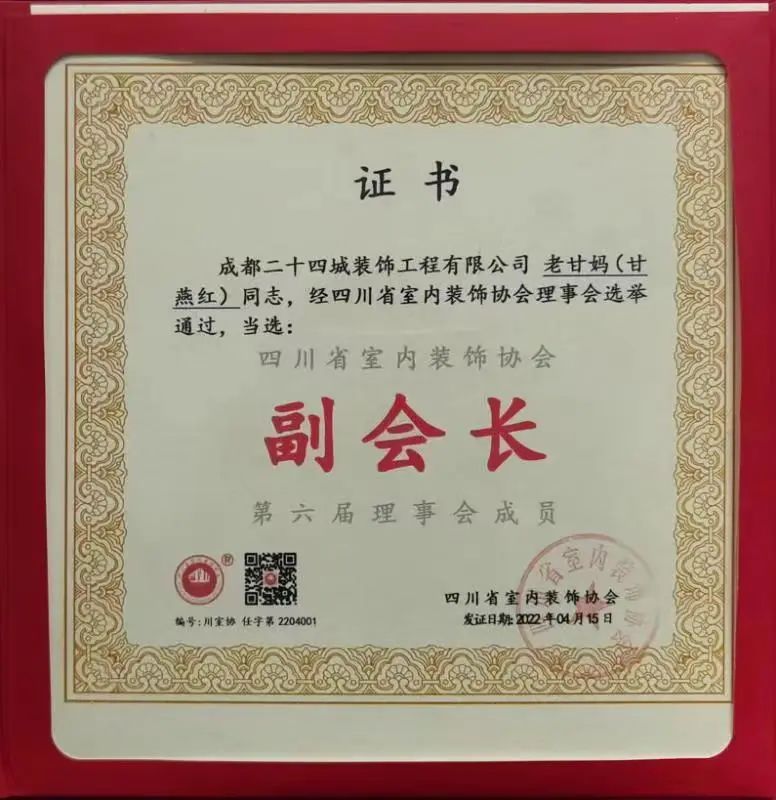 证书
成都二十四城装饰工程有限公司 老甘妈(甘
燕红)同志，经四川省室内装饰协会理事会选举
通过，当选：
四川省室内装饰协会
副会长
第六届理事会成员
®
四川省室内装饰协会
编号:川室协 任字第 2204001
发证日期:2022年04月15日